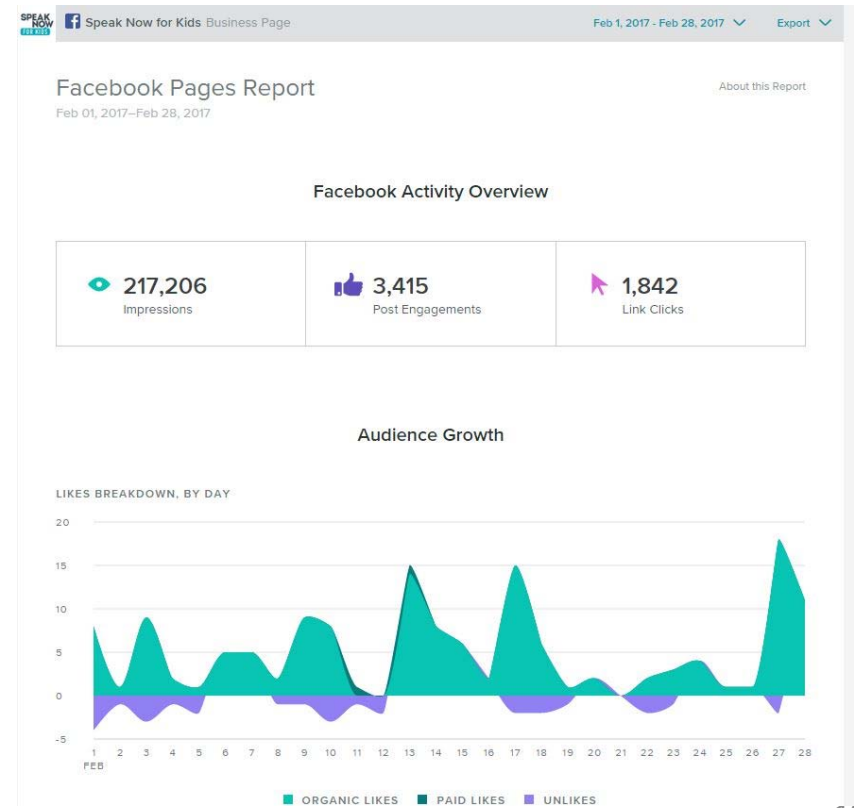 SPEAK
NOW
FOR KIDS
Speak Now for Kids Business Page
Feb 1, 2017 - Feb 28, 2017
Export
Facebook Pages Report
About this Report
Feb 01, 2017–Feb 28, 2017
Facebook Activity Overview
217,206
Impressions
3,415
Post Engagements
1,842
Link Clicks
Audience Growth
LIKES BREAKDOWN, BY DAY
20
15
10
5
0
-5
1 2 3 4 5 6 7 8 9 10 11 12 13 14 15 16 17 18 19 20 21 22 23 24 25 26 27 28
FEB
ORGANIC LIKES PAID LIKES UNLIKES